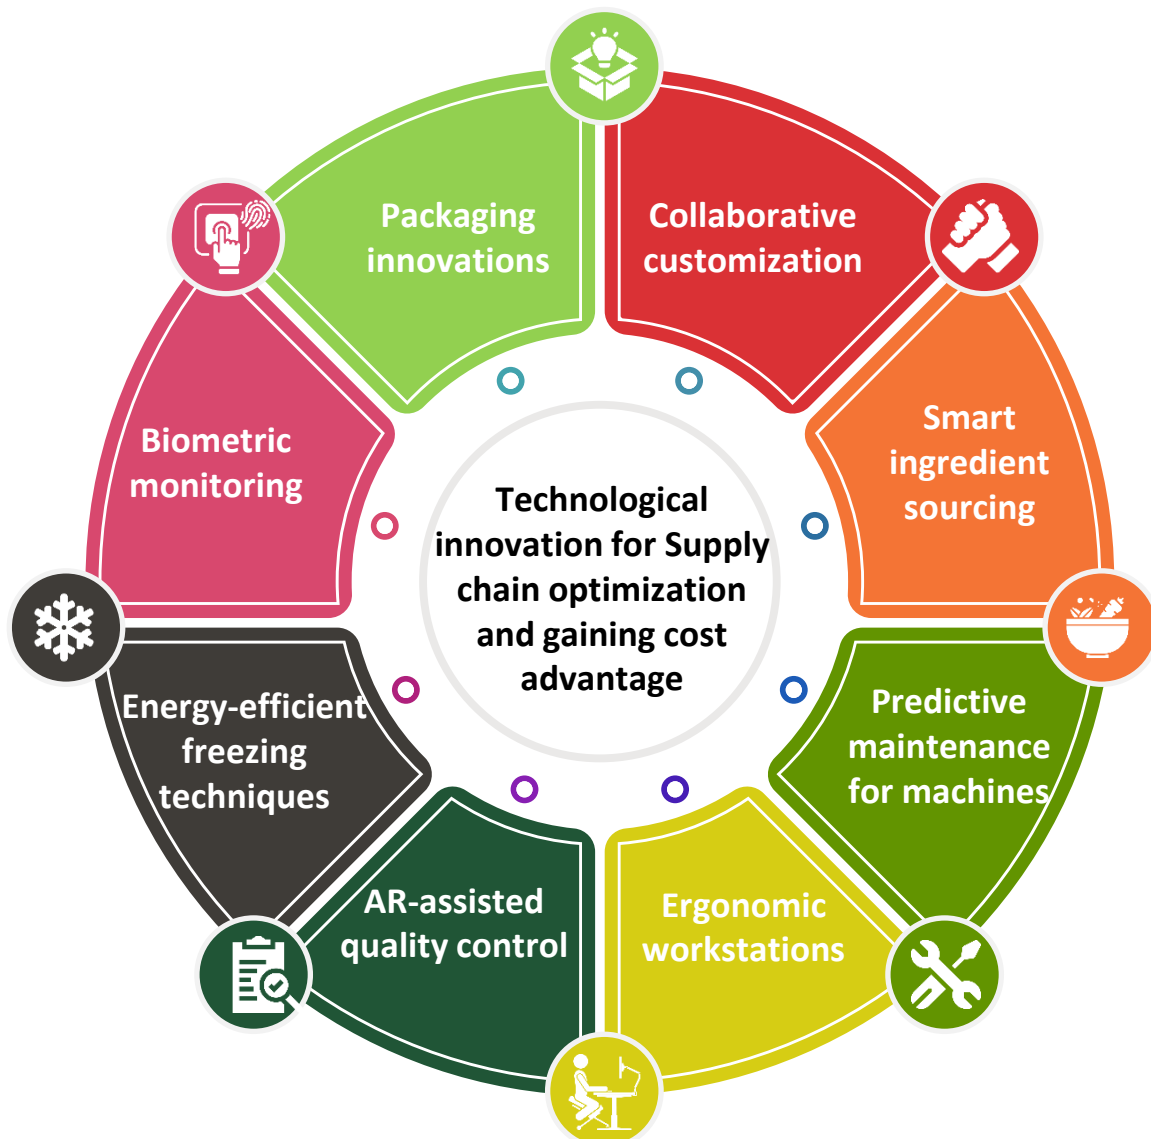 Packaging
innovations
Collaborative
customization
Smart
ingredient
sourcing
Predictive
maintenance
for machines
Ergonomic
workstations
AR-assisted
quality control
Energy-efficient
freezing
techniques
Biometric
monitoring
Technological
innovation for Supply
chain optimization
and gaining cost
advantage